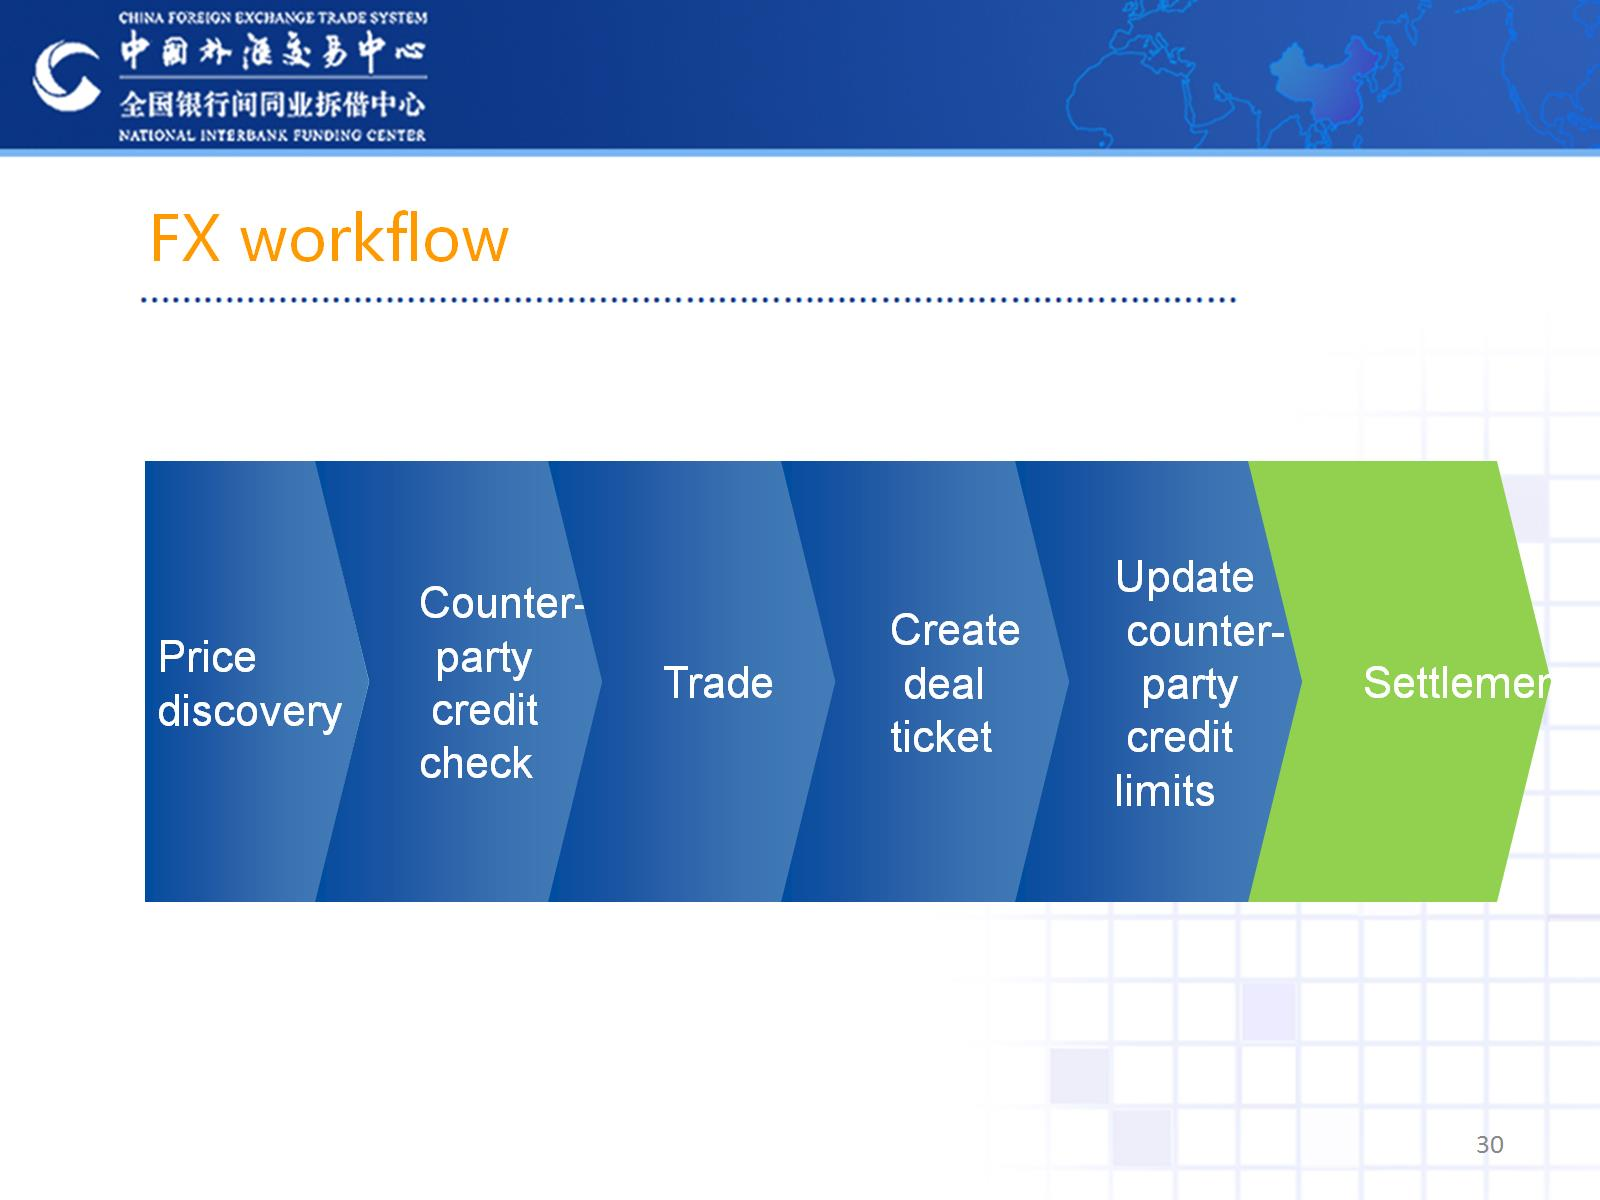 CHINA FOREIGN EXCHANGE TRADE SYSTEM
中国外汇交易中心
全国银行间同业拆借中心
NATIONAL INTERBANK FUNDING CENTER
FX workflow
Price
discovery
Counter-
party
credit
check
Trade
Create
deal
ticket
Update
counter-
party
credit
limits
Settlemen
30